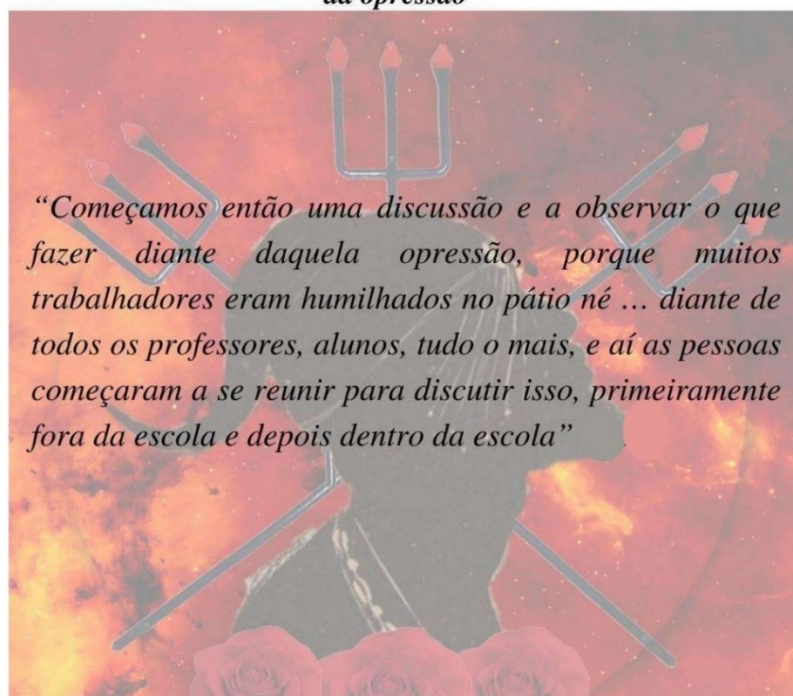 da opressão
“Começamos então uma discussão e a observar o que
fazer diante daquela opressão, porque muitos
trabalhadores eram humilhados no pátio né … diante de
todos os professores, alunos, tudo o mais, e aí as pessoas
começaram a se reunir para discutir isso, primeiramente
fora da escola e depois dentro da escola”